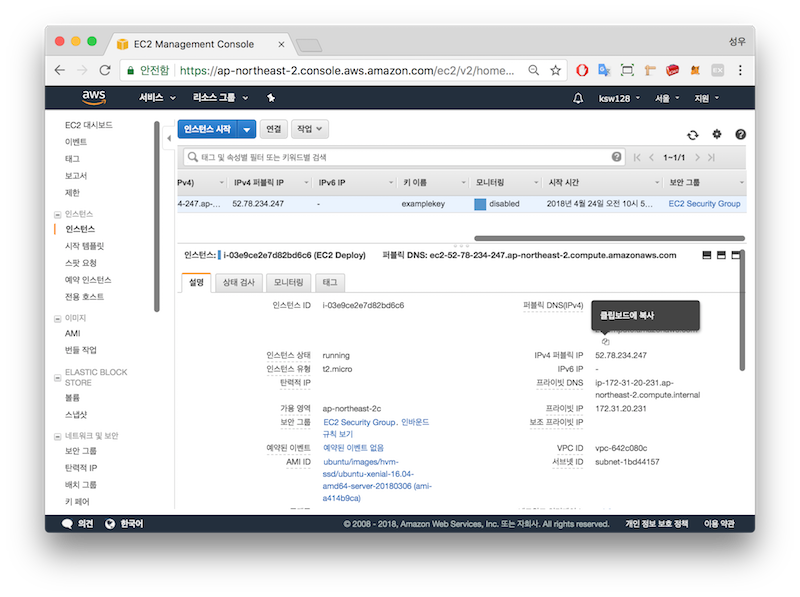 EC2 Management Console
성우
안전함 https://ap-northeast-2.console.aws.amazon.com/ec2/v2/home...
aws 서비스 리소스 그룹 ksw128 서울 지원
EC2 대시보드
이벤트
태그
보고서
제한
인스턴스
인스턴스
시작 템플릿
스팟 요청
예약 인스턴스
전용 호스트
이미지
AMI
번들 작업
ELASTIC BLOCK
STORE
볼륨
스냅샷
네트워크 및 보안
보안 그룹
탄력적 IP
배치 그룹
키 페어
인스턴스 시작 연결 작업
태그 및 속성별 필터 또는 키워드별 검색 1~1/1
Pv4) IPv4 퍼블릭 IP IPv6 IP 키 이름 모니터링 시작 시간 보안 그룹
4-247.ap-... 52.78.234.247 - examplekey disabled 2018년 4월 24일 오전 10시 5... EC2 Security Group
인스턴스: i-03e9ce2e7d82bd6c6 (EC2 Deploy) 퍼블릭 DNS: ec2-52-78-234-247.ap-northeast-2.compute.amazonaws.com
설명 상태 검사 모니터링 태그
인스턴스 ID i-03e9ce2e7d82bd6c6 퍼블릭 DNS(IPv4)
클립보드에 복사
인스턴스 상태 running IPv4 퍼블릭 IP 52.78.234.247
인스턴스 유형 t2.micro IPv6 IP -
탄력적 IP 프라이빗 DNS ip-172-31-20-231.ap-
northeast-2.compute.internal
가용 영역 ap-northeast-2c 프라이빗 IP 172.31.20.231
보안 그룹 EC2 Security Group. 인바운드 보조 프라이빗 IP
규칙 보기
예약된 이벤트 예약된 이벤트 없음 VPC ID vpc-642c080c
AMI ID ubuntu/images/hvm- 서브넷 ID subnet-1bd44157
ssd/ubuntu-xenial-16.04-
amd64-server-20180306 (ami-
a414b9ca)
의견 한국어 © 2008 - 2018, Amazon Web Services, Inc. 또는 자회사. All rights reserved. 개인 정보 보호 정책 이용 약관